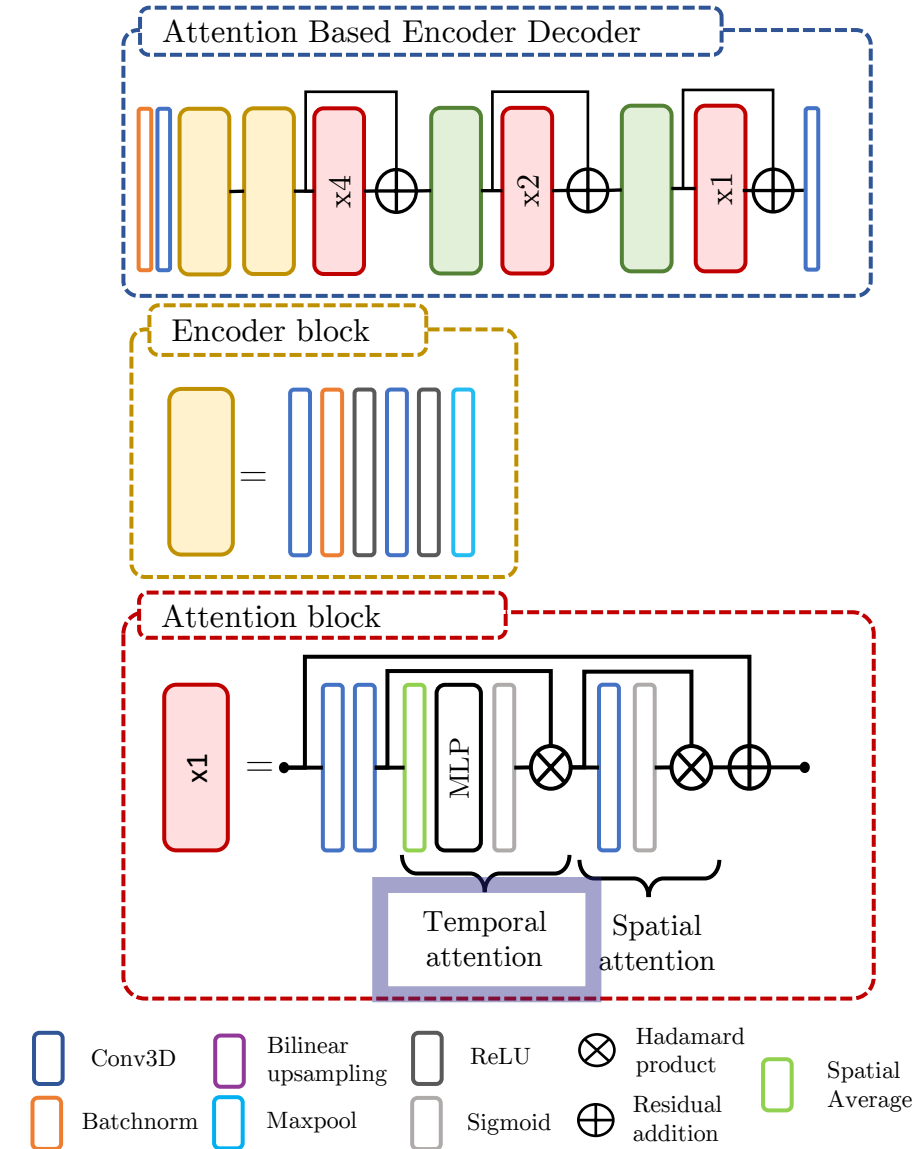 Attention Based Encoder Decoder
x4
x2
x1
Encoder block
=
Attention block
x1
=
MLP
Temporal
attention
Spatial
attention
Conv3D
Bilinear
upsampling
ReLU
Hadamard
product
Spatial
Average
Batchnorm
Maxpool
Sigmoid
Residual
addition